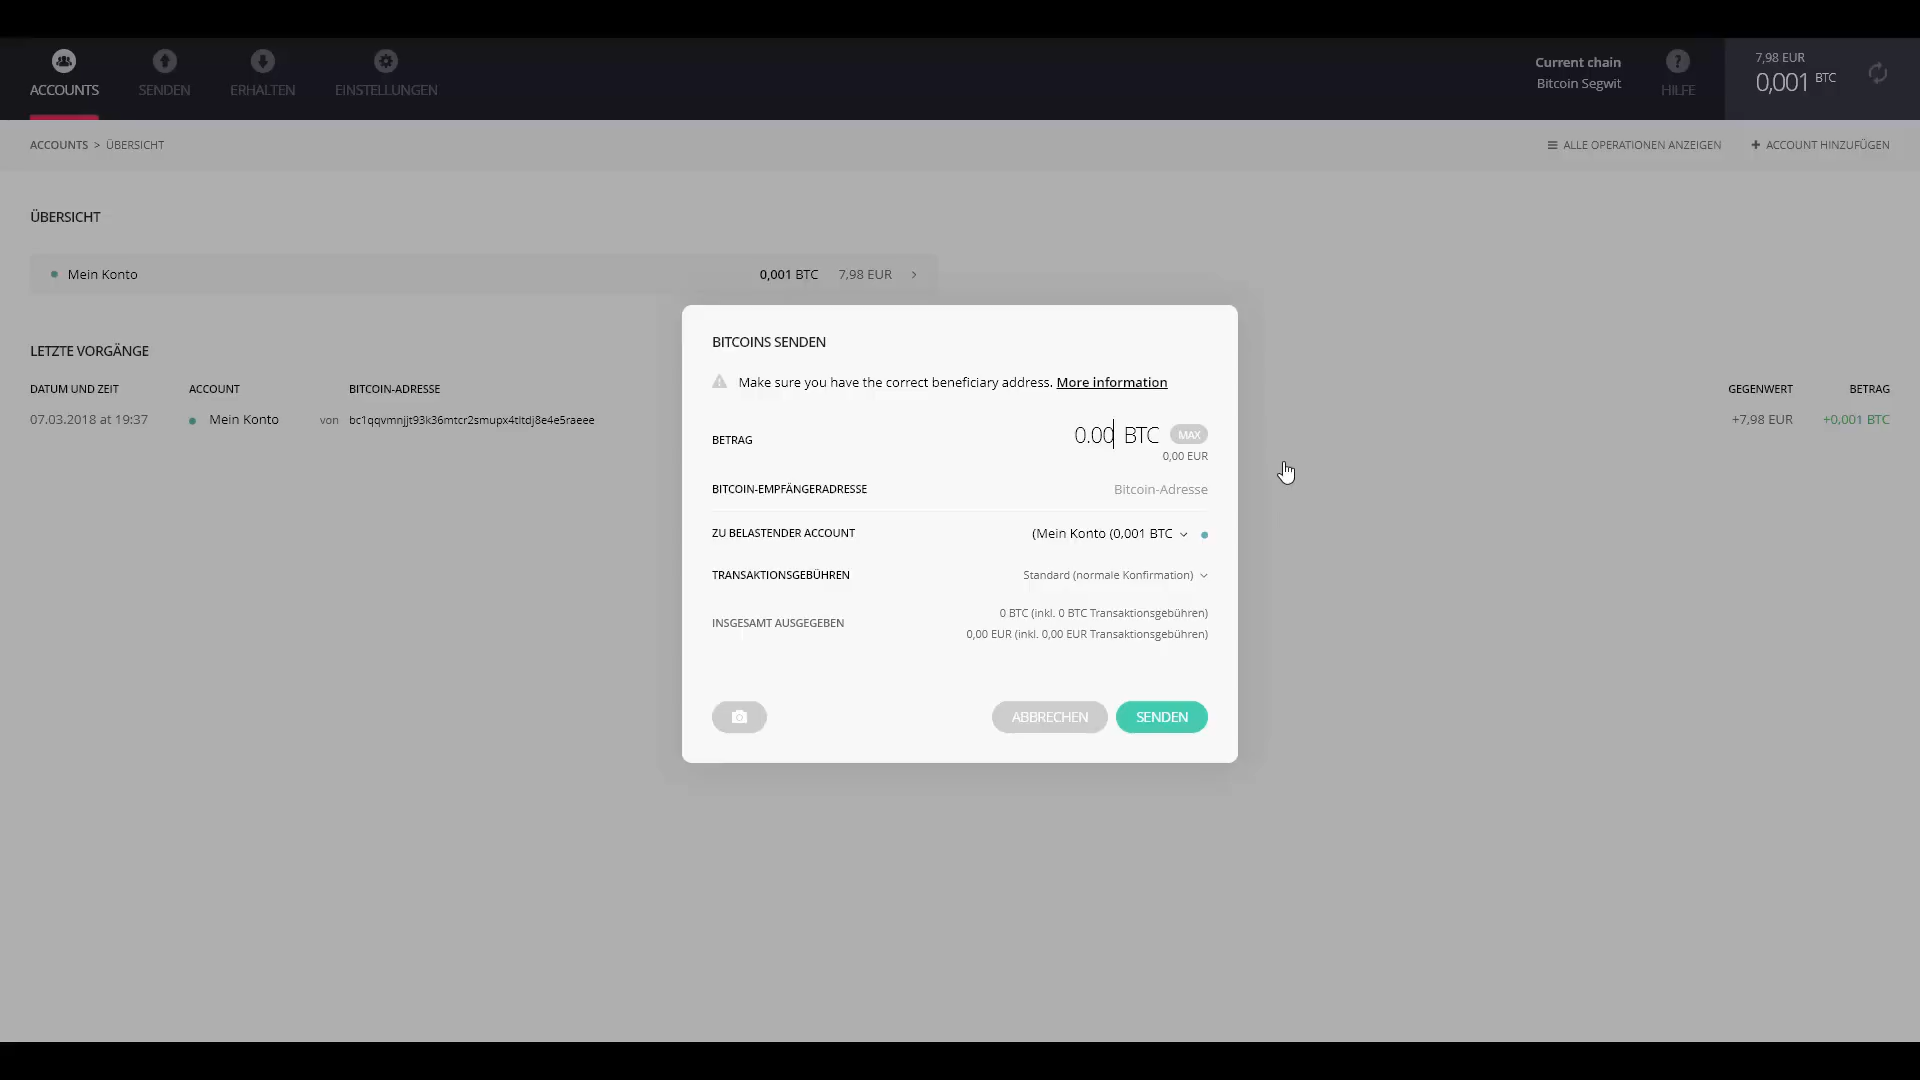 ACCOUNTS
SENDEN
ERHALTEN
EINSTELLUNGEN
Current chain
Bitcoin Segwit
?
HILFE
7,98 EUR
0,001 BTC
ACCOUNTS > ÜBERSICHT
ALLE OPERATIONEN ANZEIGEN
+ ACCOUNT HINZUFÜGEN
ÜBERSICHT
Mein Konto 0,001 BTC 7,98 EUR >
LETZTE VORGÄNGE
DATUM UND ZEIT ACCOUNT BITCOIN-ADRESSE GEGENWERT BETRAG
07.03.2018 at 19:37 Mein Konto von bc1qqvmnjjt93k36mtcr2smupx4tltdj8e4e5raeee +7,98 EUR +0,001 BTC
BITCOINS SENDEN
Make sure you have the correct beneficiary address. More information
BETRAG 0.00 BTC MAX
0,00 EUR
BITCOIN-EMPFÄNGERADRESSE Bitcoin-Adresse
ZU BELASTENDER ACCOUNT (Mein Konto (0,001 BTC
TRANSAKTIONSGEBÜHREN Standard (normale Konfirmation)
INSGESAMT AUSGEGEBEN 0 BTC (inkl. 0 BTC Transaktionsgebühren)
0,00 EUR (inkl. 0,00 EUR Transaktionsgebühren)
ABBRECHEN SENDEN